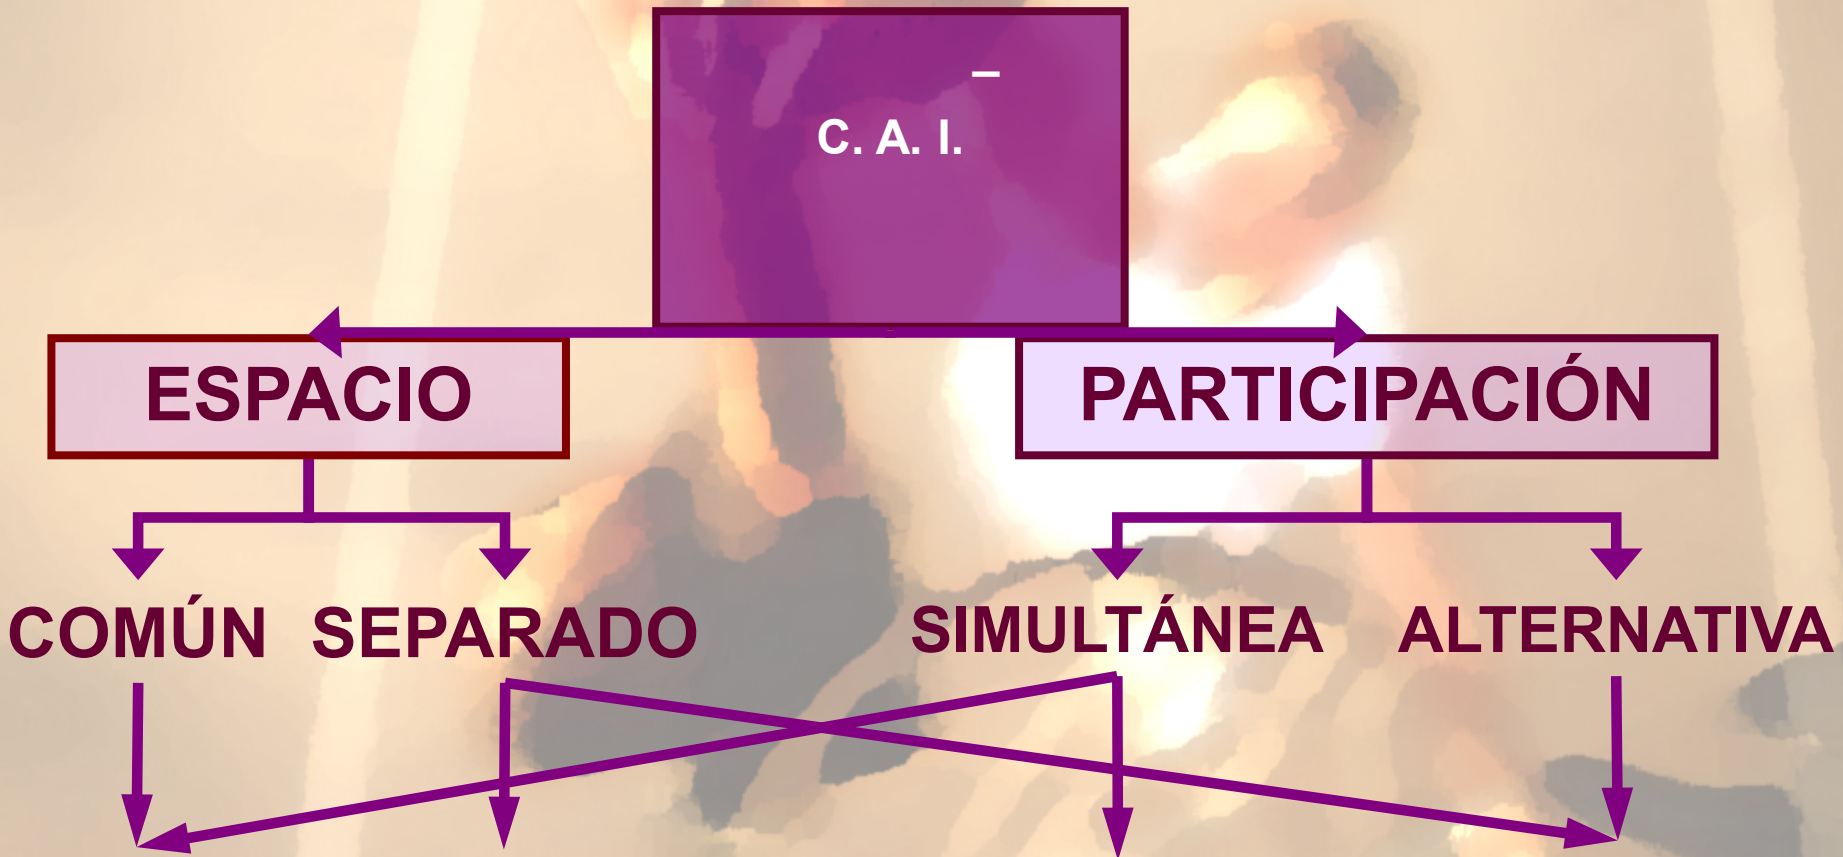 –
C. A. I.
ESPACIO
PARTICIPACIÓN
COMÚN
SEPARADO
SIMULTÁNEA
ALTERNATIVA